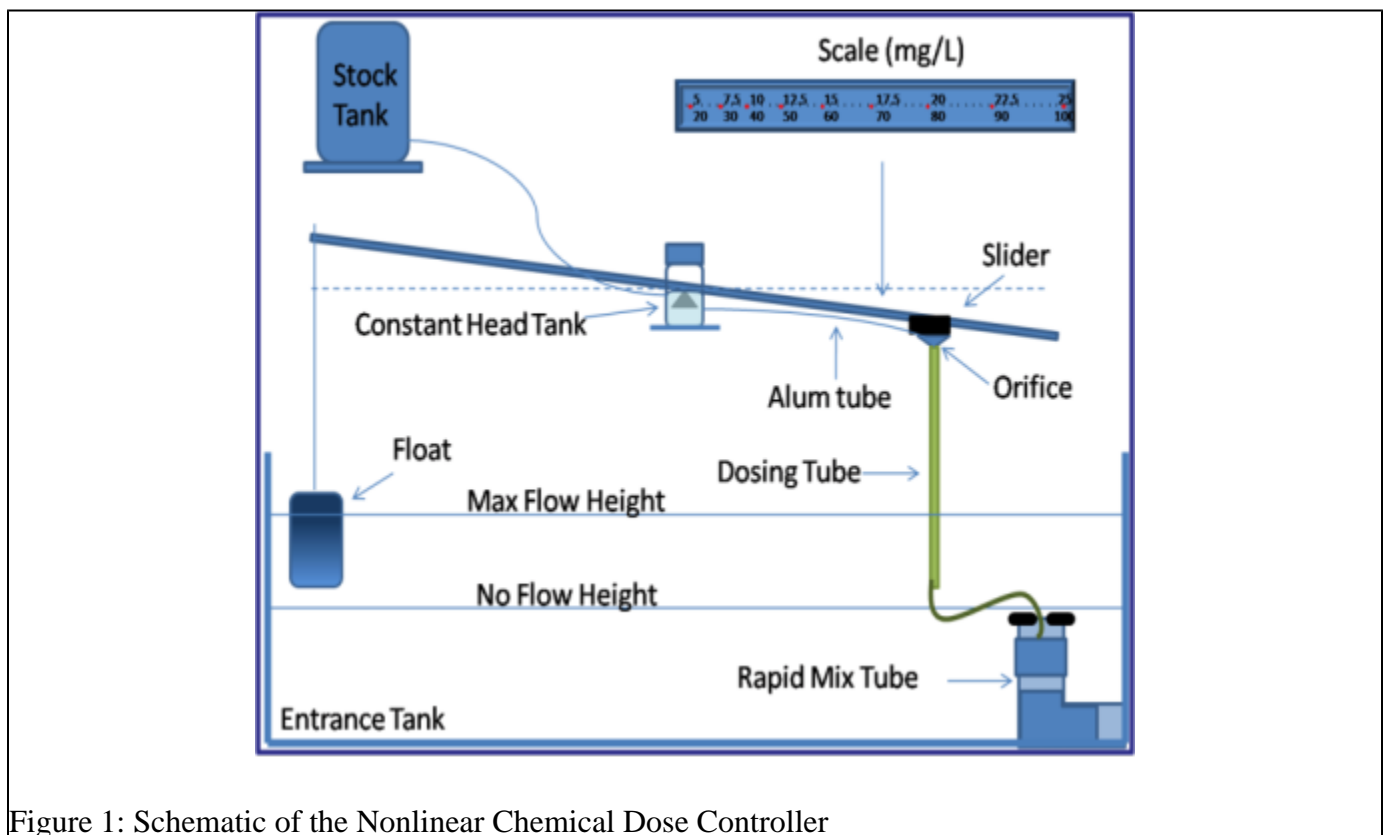 Stock
Tank
Scale (mg/L)
5....7.5..10...12.5...15.......17.5.......20.........22.5.......25
20 30 40 50 60 70 80 90 100
Slider
Constant Head Tank
Alum tube
Orifice
Float
Dosing Tube
Max Flow Height
No Flow Height
Rapid Mix Tube
Entrance Tank
Figure 1: Schematic of the Nonlinear Chemical Dose Controller